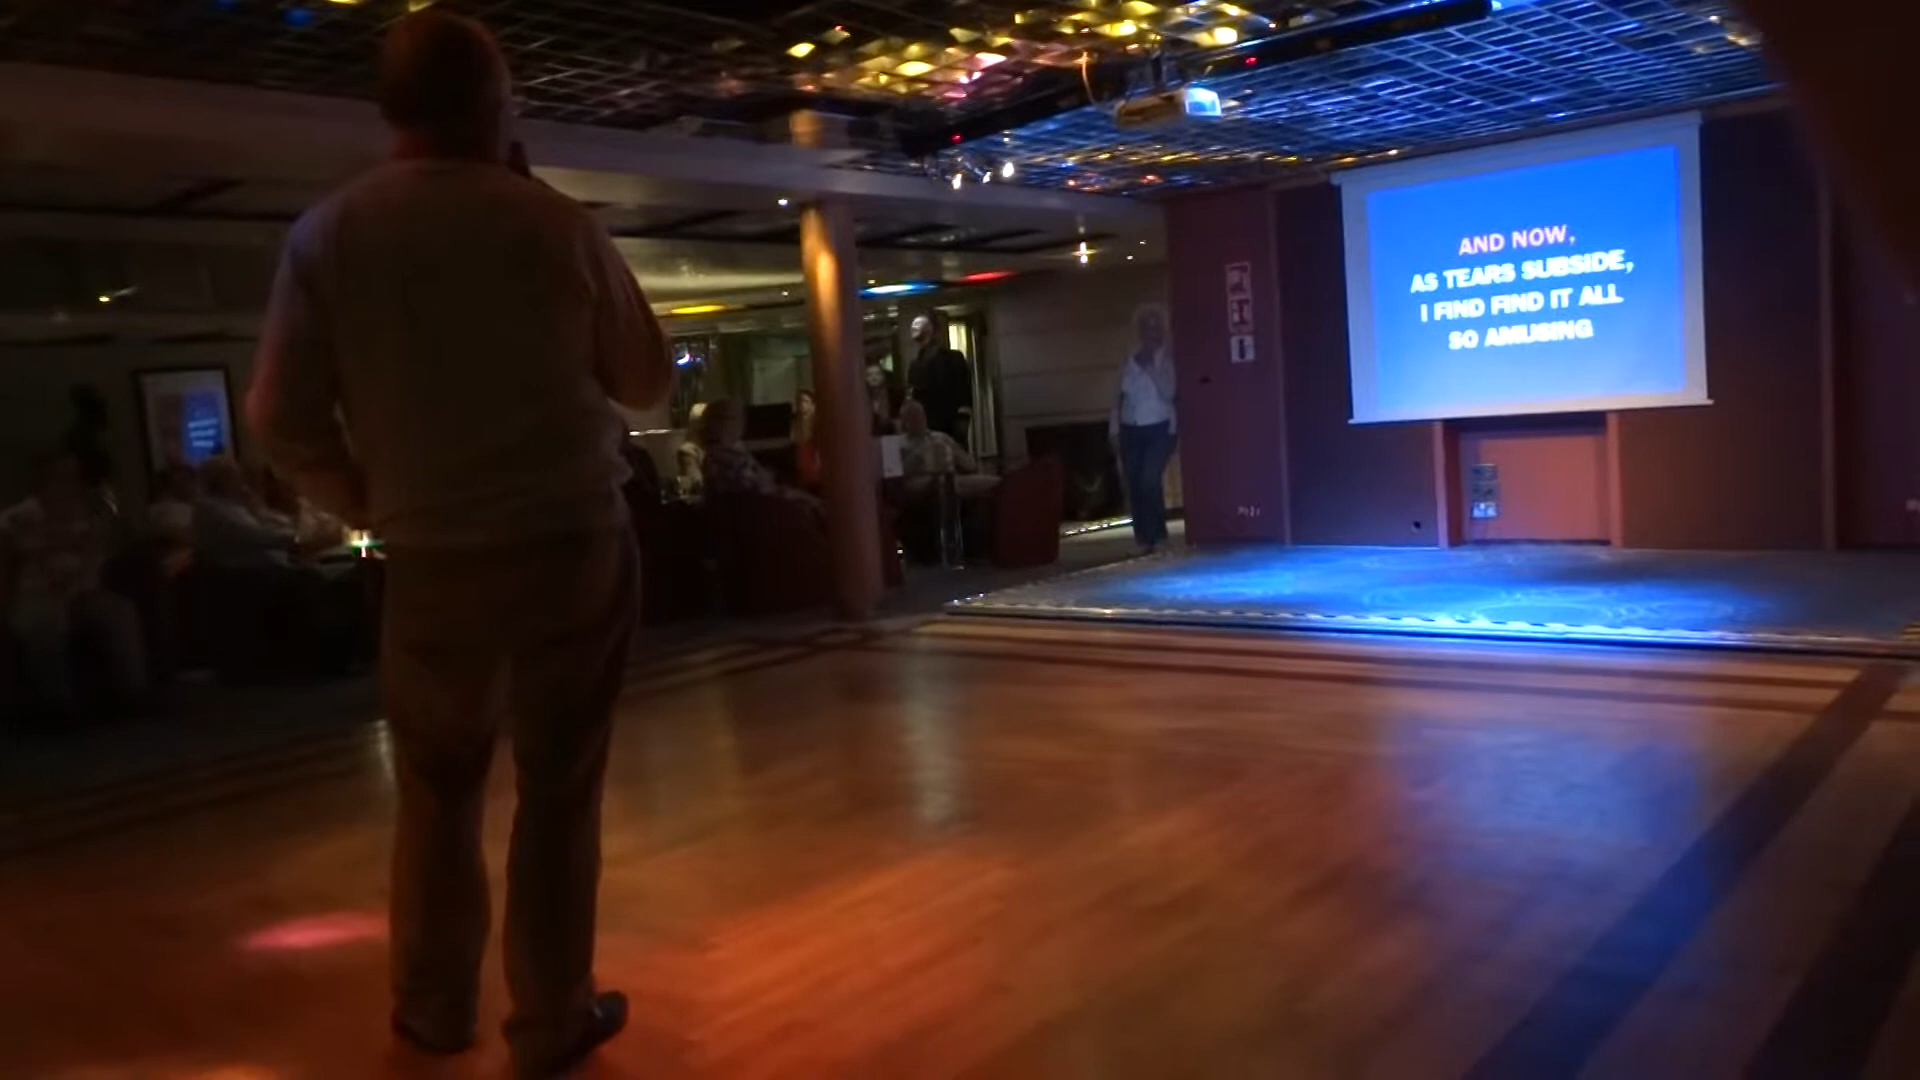 AND NOW,
AS TEARS SUBSIDE,
I FIND FIND IT ALL
SO AMUSING